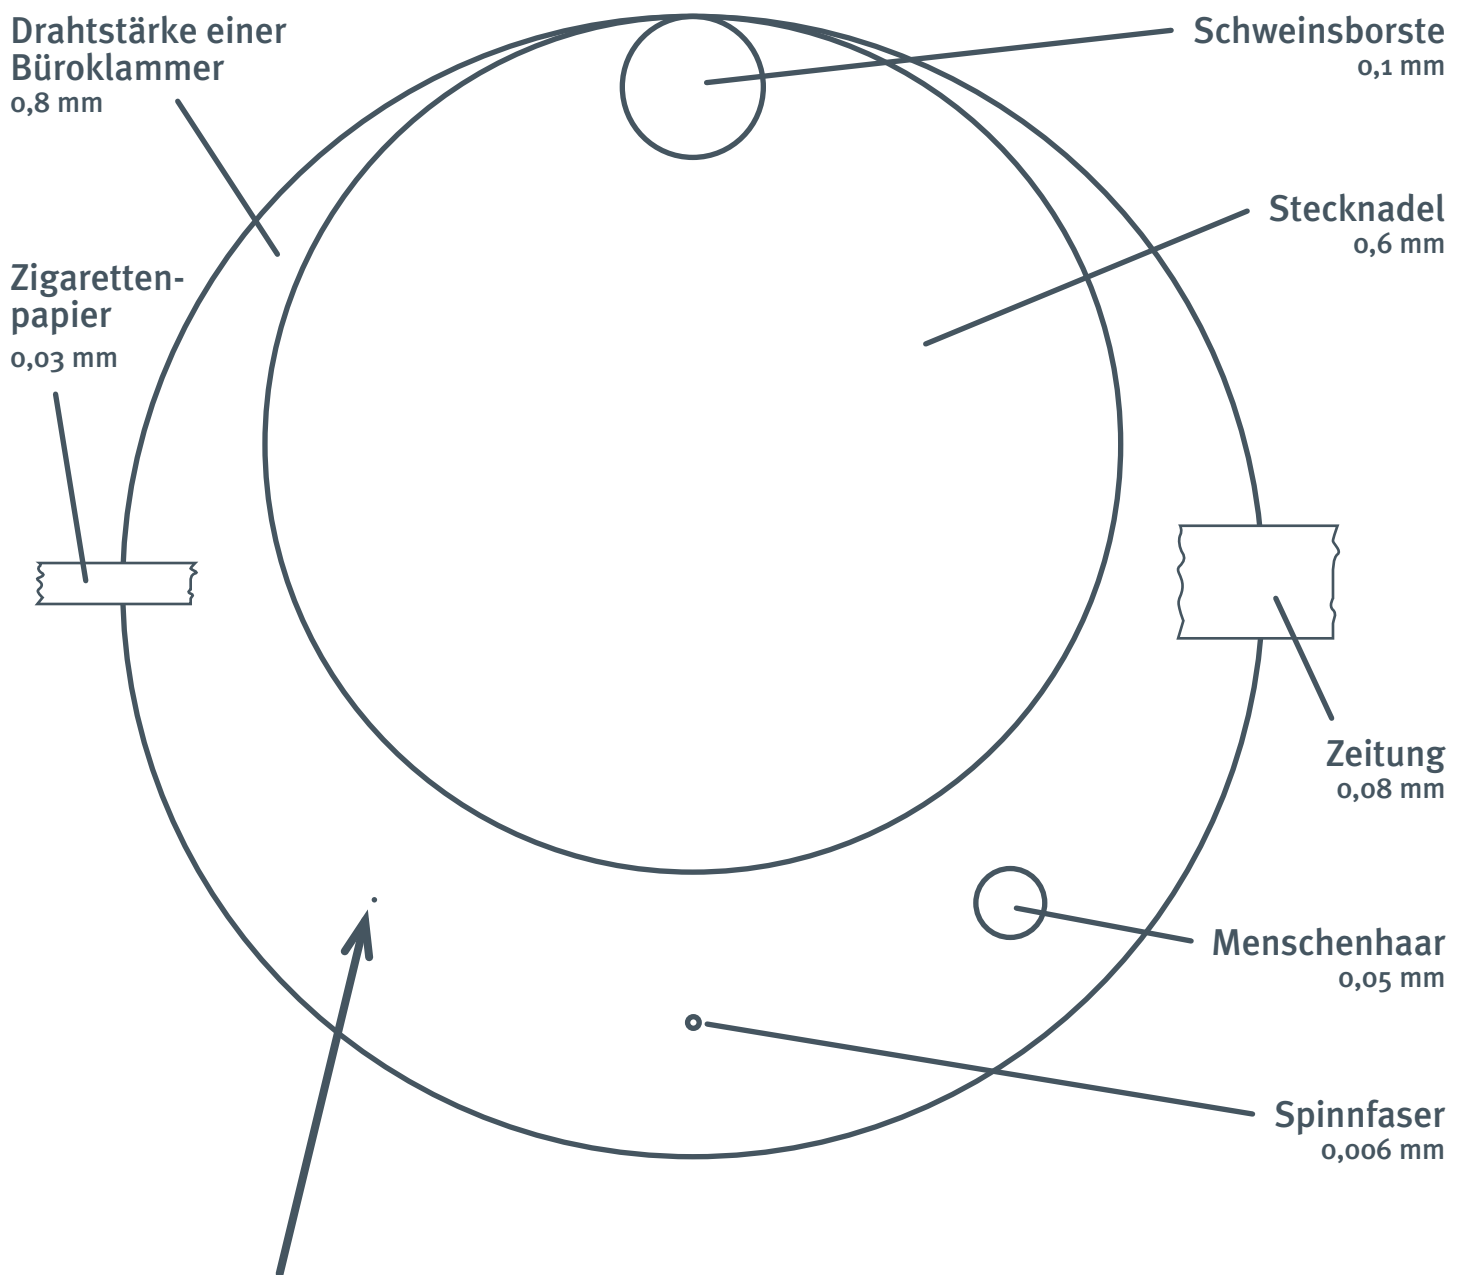 Drahtstärke einer
Büroklammer
0,8 mm
Zigaretten-
papier
0,03 mm
Schweinsborste
0,1 mm
Stecknadel
0,6 mm
Zeitung
0,08 mm
Menschenhaar
0,05 mm
Spinnfaser
0,006 mm